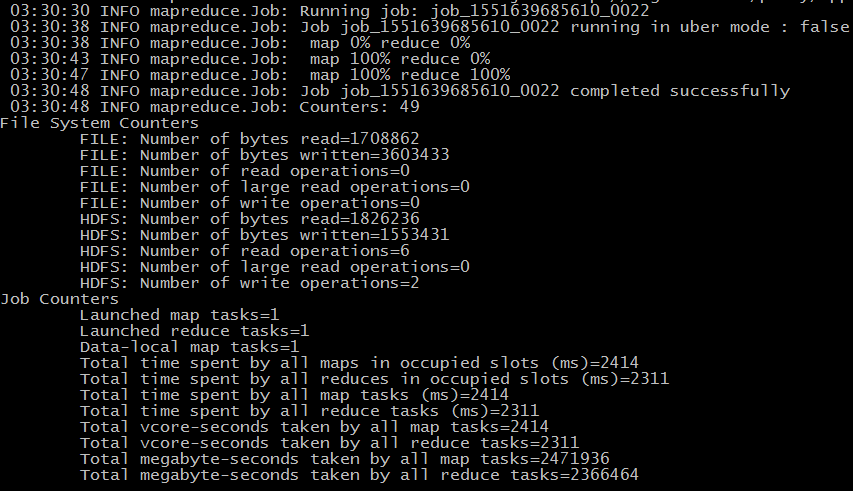 03:30:30 INFO mapreduce.Job: Running job: job_1551639685610_0022
03:30:38 INFO mapreduce.Job: Job job_1551639685610_0022 running in uber mode : false
03:30:38 INFO mapreduce.Job:  map 0% reduce 0%
03:30:43 INFO mapreduce.Job:  map 100% reduce 0%
03:30:47 INFO mapreduce.Job:  map 100% reduce 100%
03:30:48 INFO mapreduce.Job: Job job_1551639685610_0022 completed successfully
03:30:48 INFO mapreduce.Job: Counters: 49
File System Counters
FILE: Number of bytes read=1708862
FILE: Number of bytes written=3603433
FILE: Number of read operations=0
FILE: Number of large read operations=0
FILE: Number of write operations=0
HDFS: Number of bytes read=1826236
HDFS: Number of bytes written=1553431
HDFS: Number of read operations=6
HDFS: Number of large read operations=0
HDFS: Number of write operations=2
Job Counters
Launched map tasks=1
Launched reduce tasks=1
Data-local map tasks=1
Total time spent by all maps in occupied slots (ms)=2414
Total time spent by all reduces in occupied slots (ms)=2311
Total time spent by all map tasks (ms)=2414
Total time spent by all reduce tasks (ms)=2311
Total vcore-seconds taken by all map tasks=2414
Total vcore-seconds taken by all reduce tasks=2311
Total megabyte-seconds taken by all map tasks=2471936
Total megabyte-seconds taken by all reduce tasks=2366464